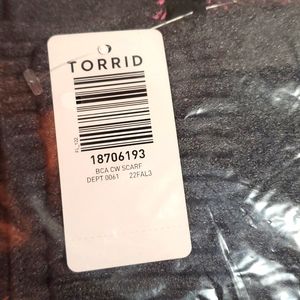 TORRID
18706193
BCA CW SCARF
DEPT 0061 22FAL3